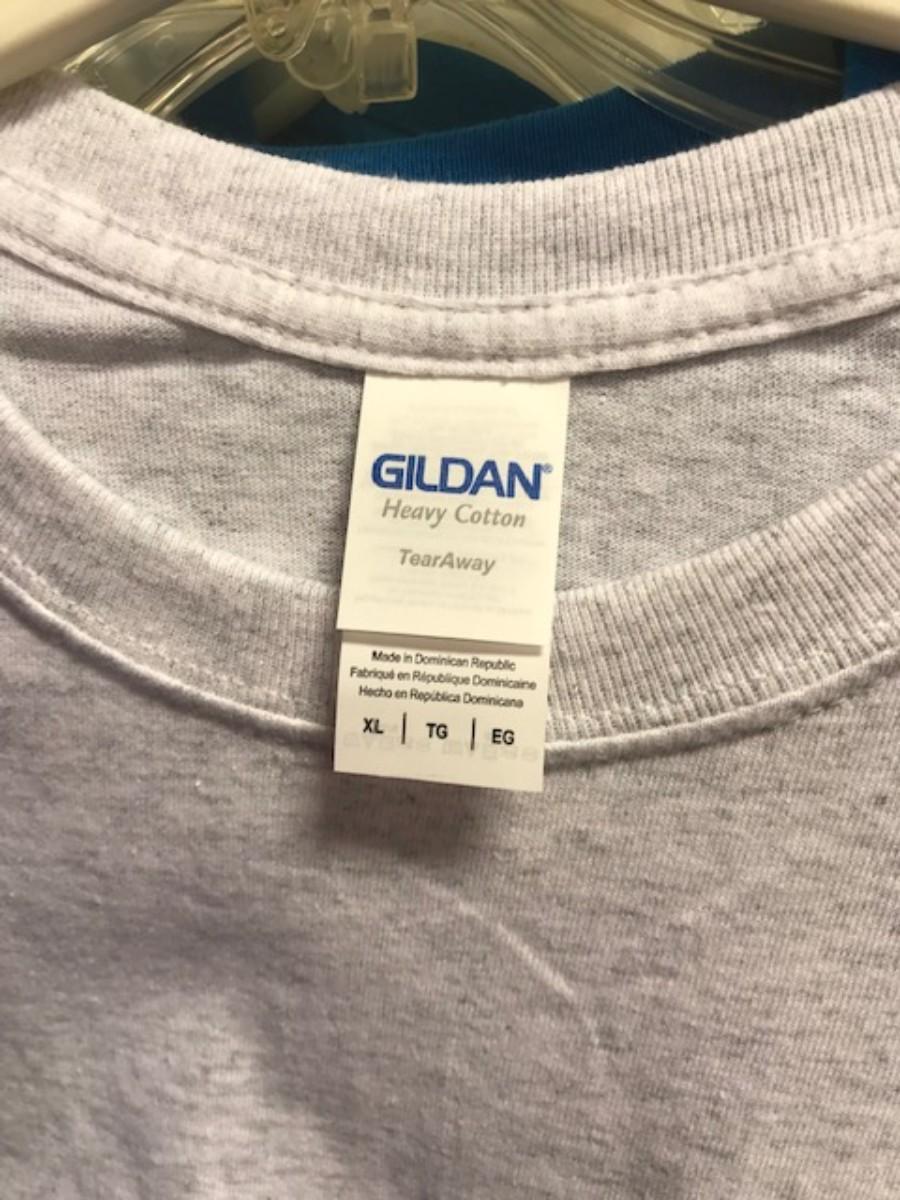 GILDAN®
Heavy Cotton
TearAway
Made in Dominican Republic
Fabriqué en République Dominicaine
Hecho en República Dominicana
XL | TG | EG